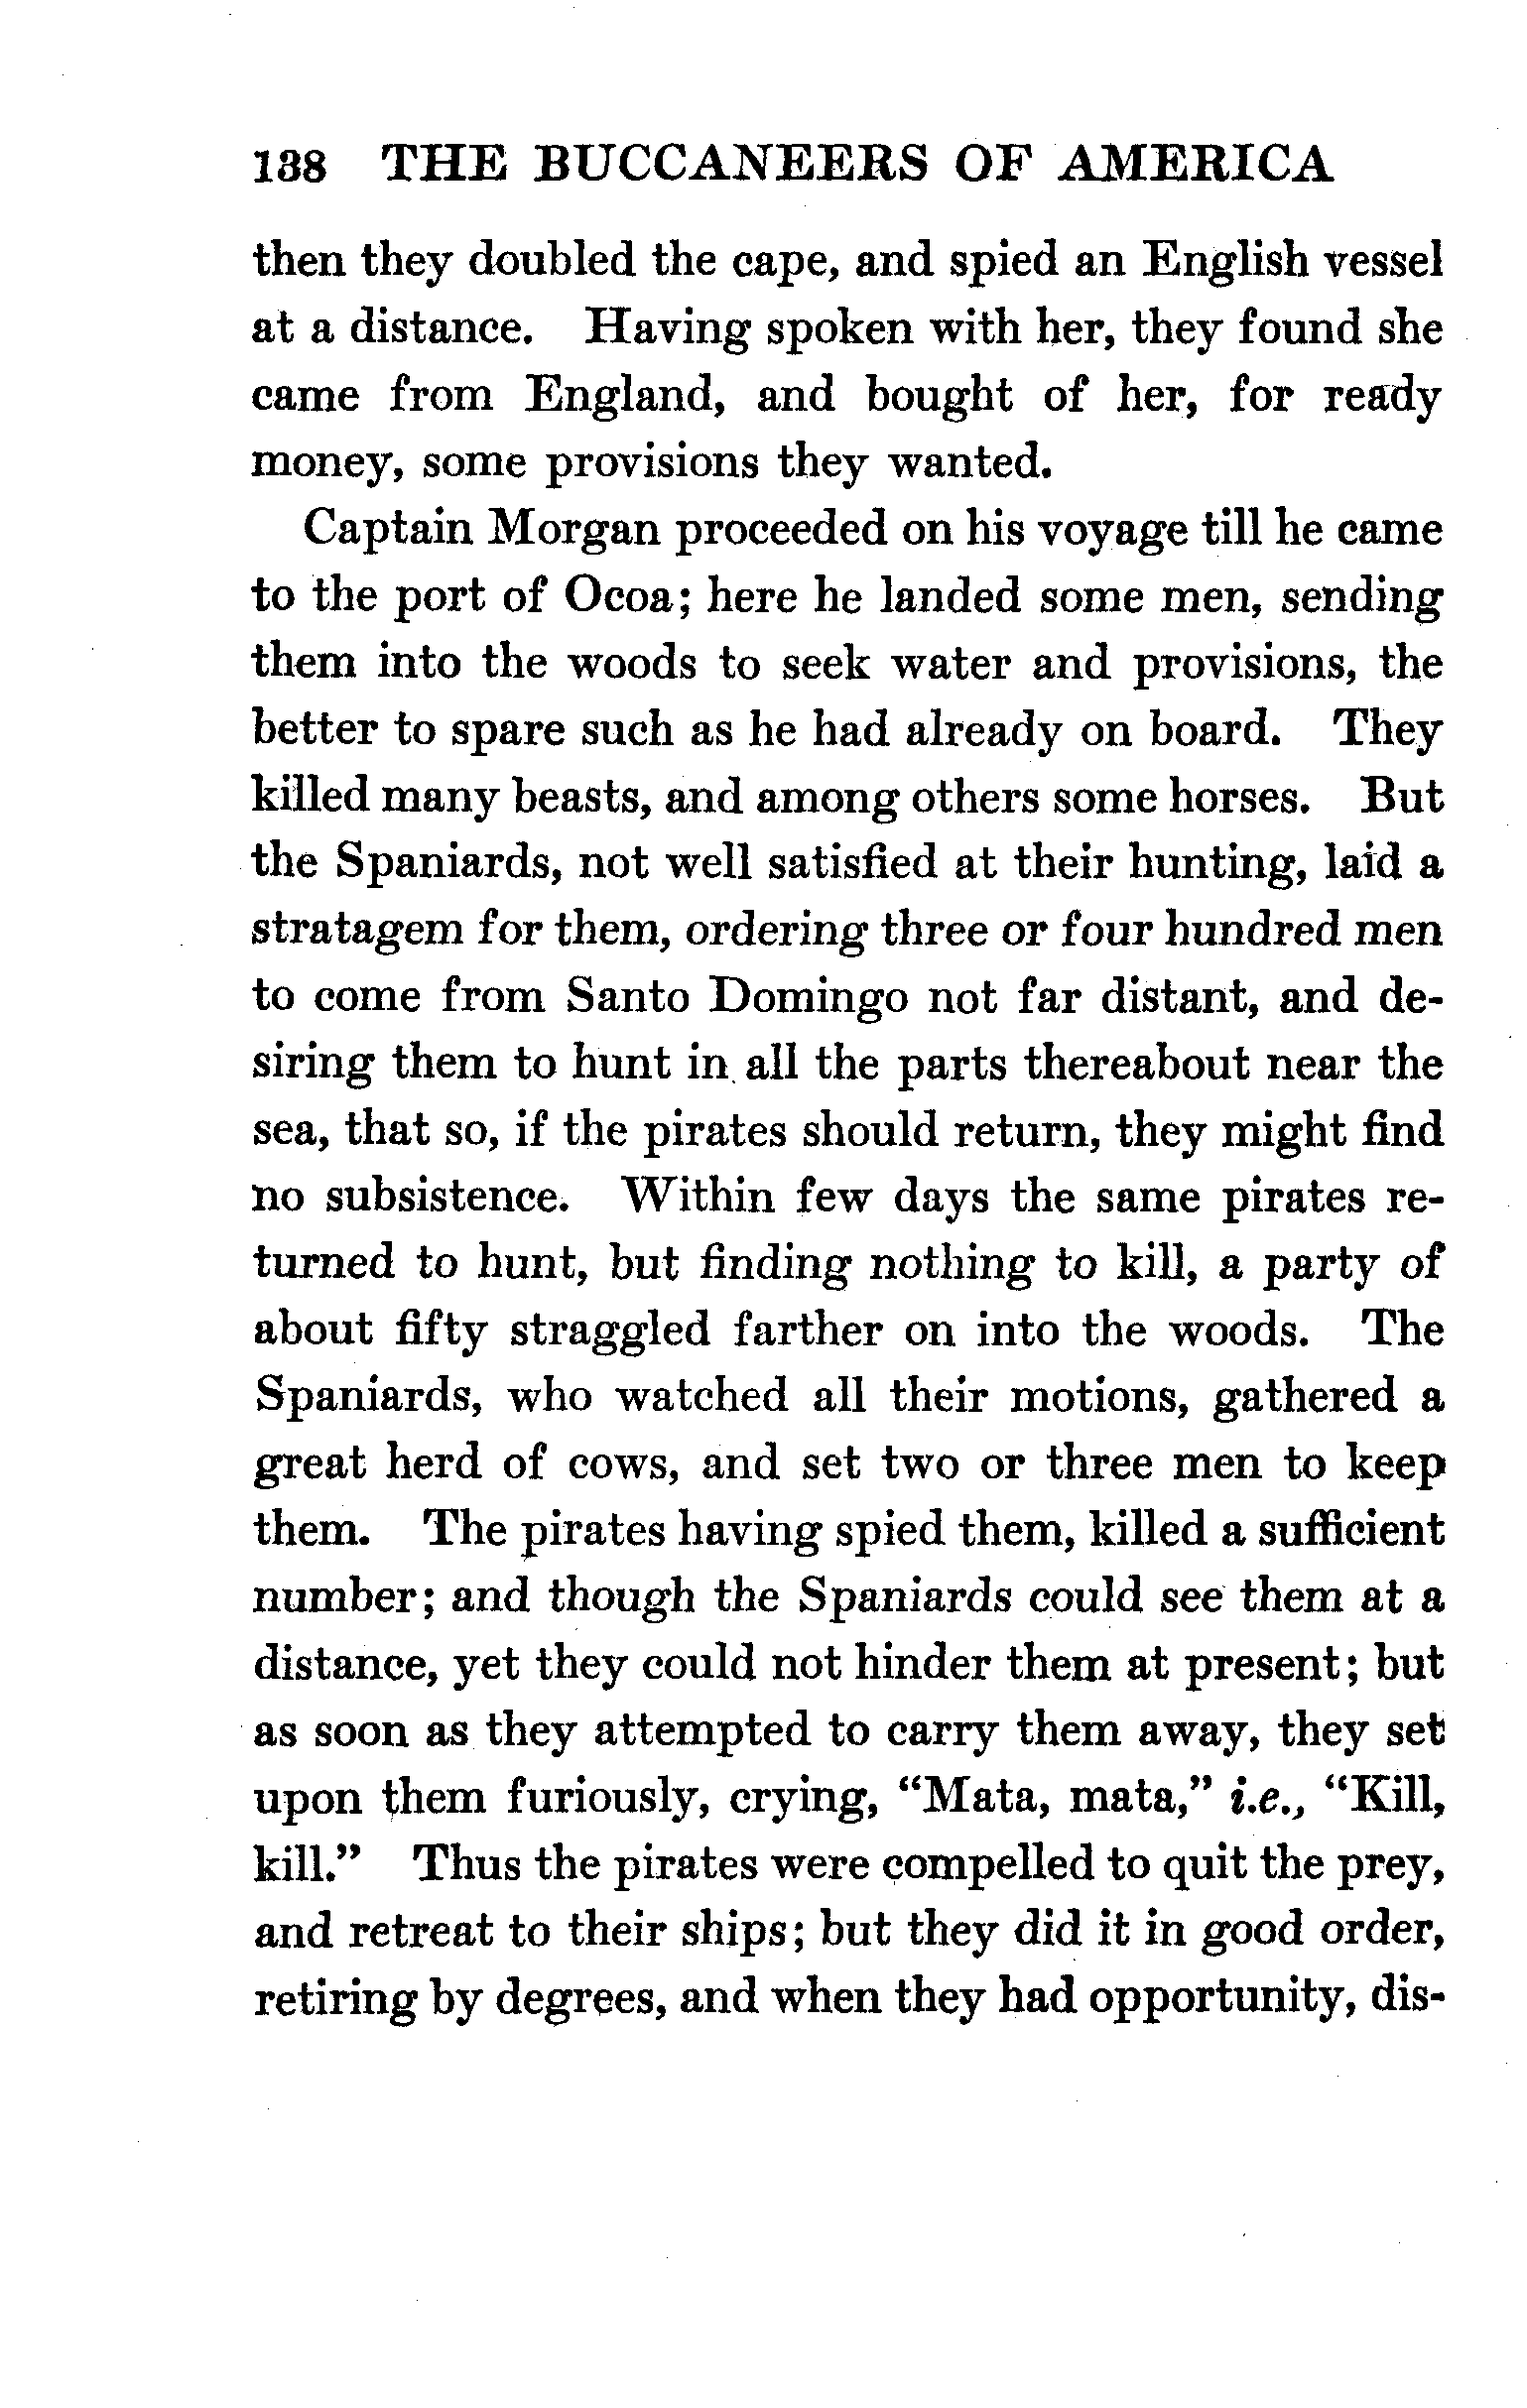 138 THE BUCCANEERS OF AMERICA
then they doubled the cape, and spied an English vessel
at a distance. Having spoken with her, they found she
came from England, and bought of her, for ready
money, some provisions they wanted.
Captain Morgan proceeded on his voyage till he came
to the port of Ocoa; here he landed some men, sending
them into the woods to seek water and provisions, the
better to spare such as he had already on board. They
killed many beasts, and among others some horses. But
the Spaniards, not well satisfied at their hunting, laid a
stratagem for them, ordering three or four hundred men
to come from Santo Domingo not far distant, and de-
siring them to hunt in all the parts thereabout near the
sea, that so, if the pirates should return, they might find
no subsistence. Within few days the same pirates re-
turned to hunt, but finding nothing to kill, a party of
about fifty straggled farther on into the woods. The
Spaniards, who watched all their motions, gathered a
great herd of cows, and set two or three men to keep
them. The pirates having spied them, killed a sufficient
number; and though the Spaniards could see them at a
distance, yet they could not hinder them at present; but
as soon as they attempted to carry them away, they set
upon them furiously, crying, “Mata, mata,” i.e., “Kill,
kill.” Thus the pirates were compelled to quit the prey,
and retreat to their ships; but they did it in good order,
retiring by degrees, and when they had opportunity, dis-